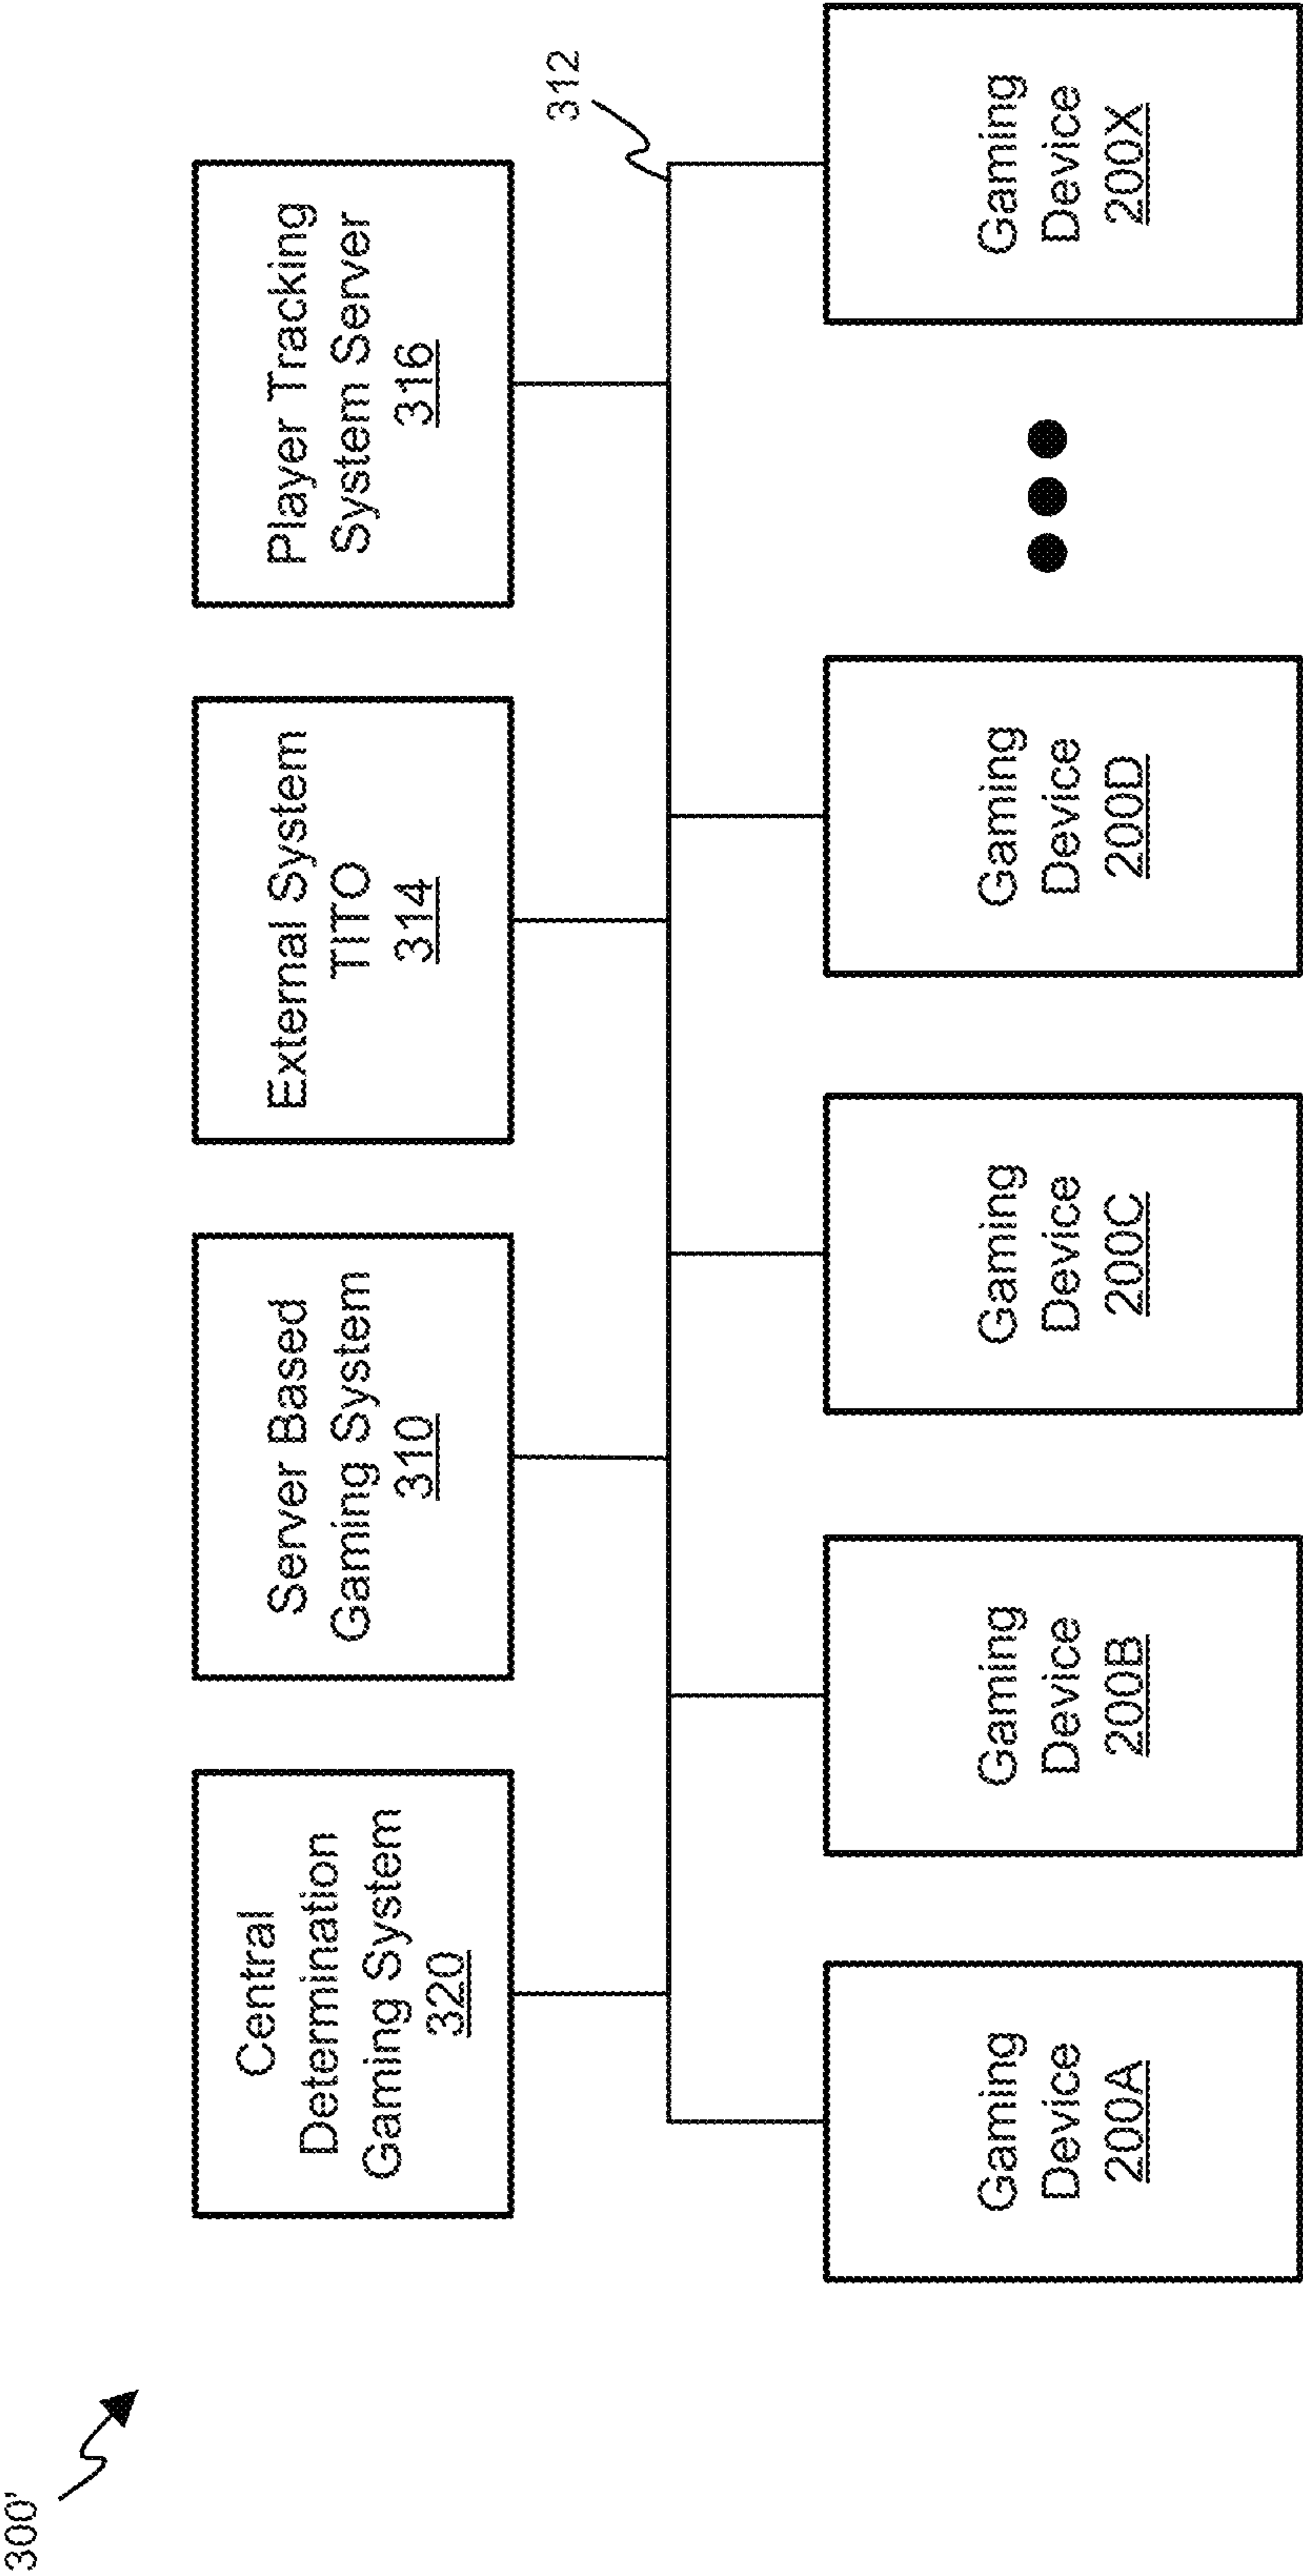 300'
Central
Determination
Gaming System
320
Server Based
Gaming System
310
External System
TITO
314
Player Tracking
System Server
316
312
Gaming
Device
200A
Gaming
Device
200B
Gaming
Device
200C
Gaming
Device
200D
Gaming
Device
200X